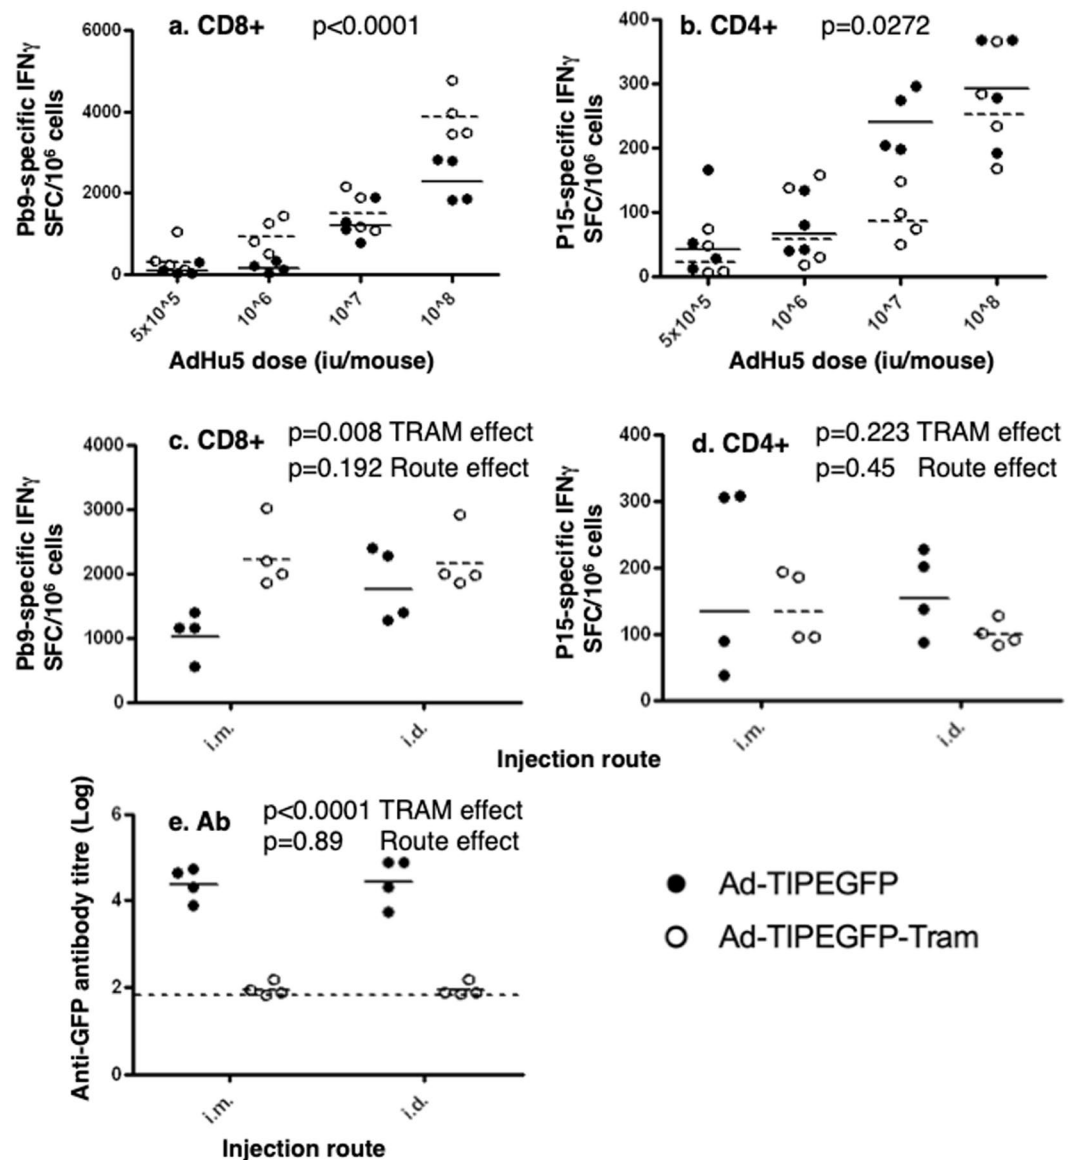 a. CD8+ p<0.0001
Pb9-specific IFNγ
SFC/10⁶ cells
6000
4000
2000
0
5x10^5
10^6
10^7
10^8
AdHu5 dose (iu/mouse)
b. CD4+ p=0.0272
P15-specific IFNγ
SFC/10⁶ cells
400
300
200
100
0
5x10^5
10^6
10^7
10^8
AdHu5 dose (iu/mouse)
c. CD8+
p=0.008 TRAM effect
p=0.192 Route effect
Pb9-specific IFNγ
SFC/10⁶ cells
4000
3000
2000
1000
0
i.m.
i.d.
d. CD4+
p=0.223 TRAM effect
p=0.45 Route effect
P15-specific IFNγ
SFC/10⁶ cells
400
300
200
100
0
i.m.
i.d.
Injection route
e. Ab
p<0.0001 TRAM effect
p=0.89 Route effect
Anti-GFP antibody titre (Log)
6
4
2
0
i.m.
i.d.
Injection route
Ad-TIPEGFP
Ad-TIPEGFP-Tram